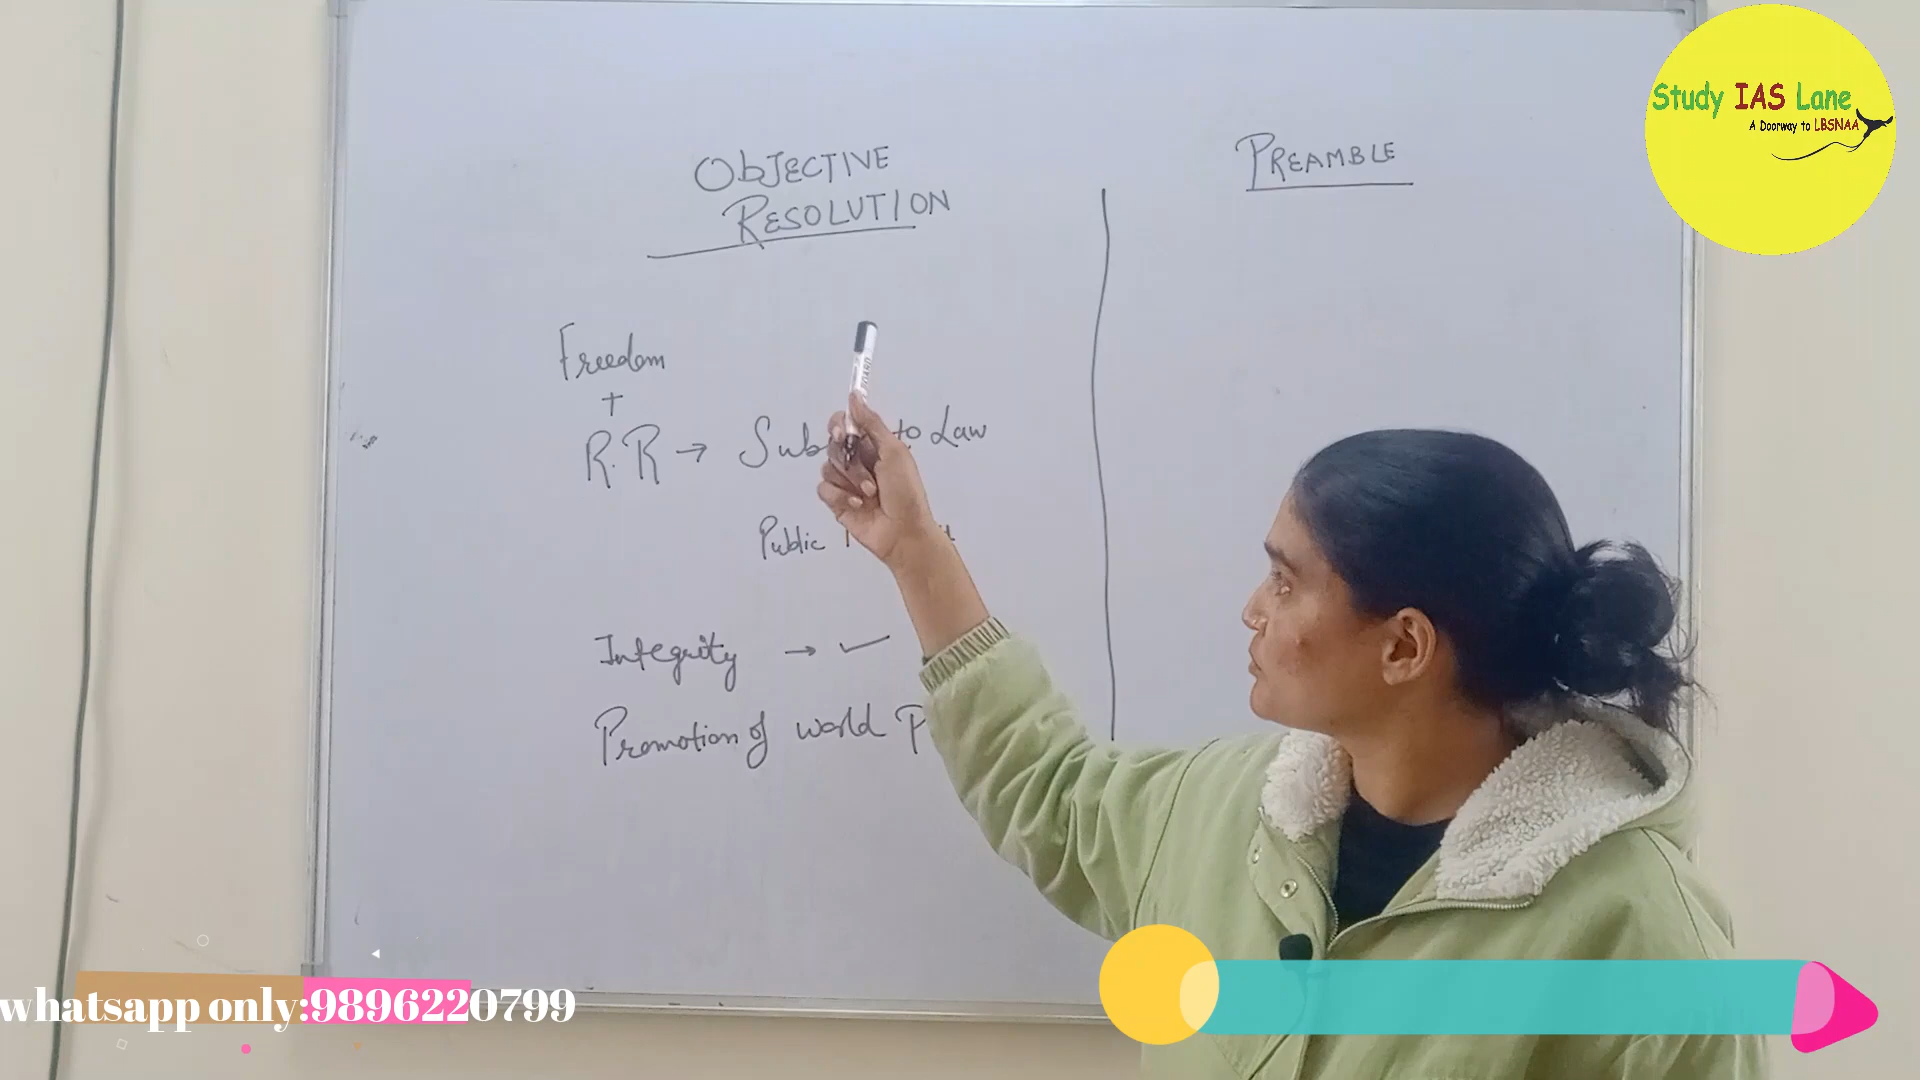 Study IAS Lane
A Doorway to LBSNAA
ObJECTIVE
RESOLUTION
PREAMBLE
Freedom
+
R.R → to Law
Public
Integrity → ✓
Promotion of world
whatsapp only:9896220799